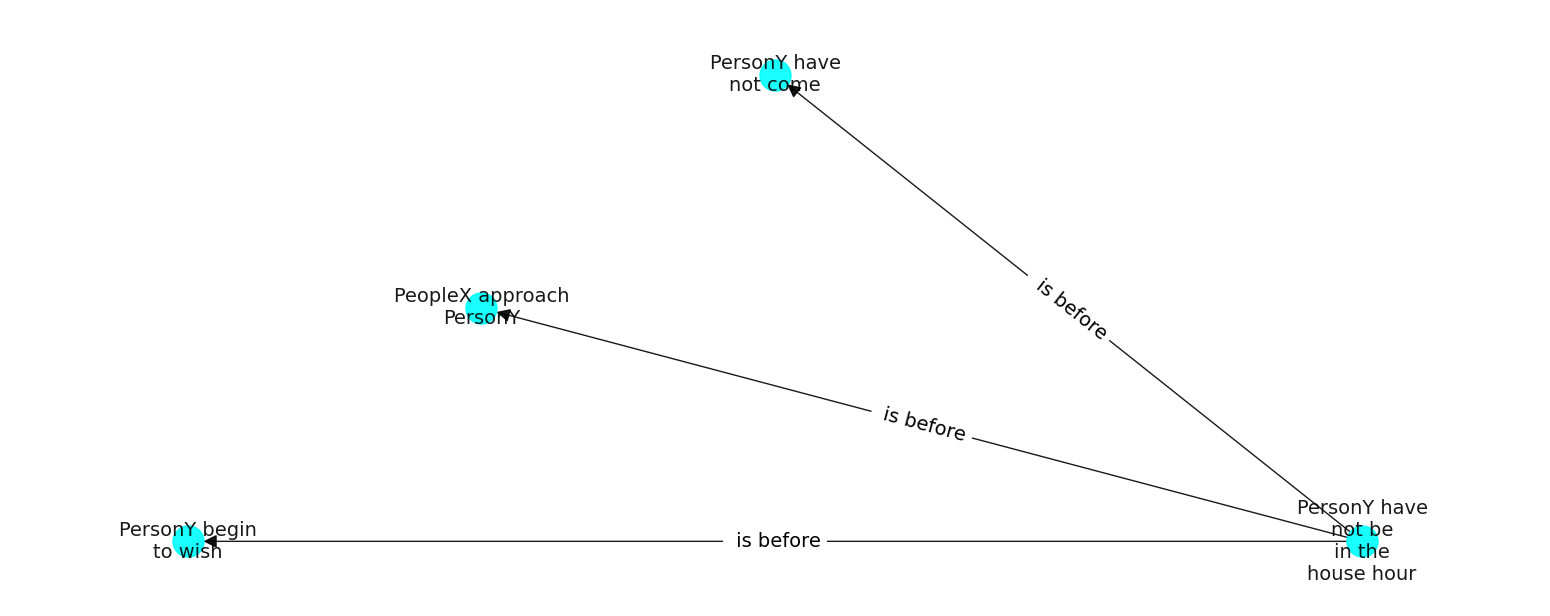 PersonY have
not come
is before
PeopleX approach
PersonY
is before
PersonY begin
to wish
is before
PersonY have
not be
in the
house hour